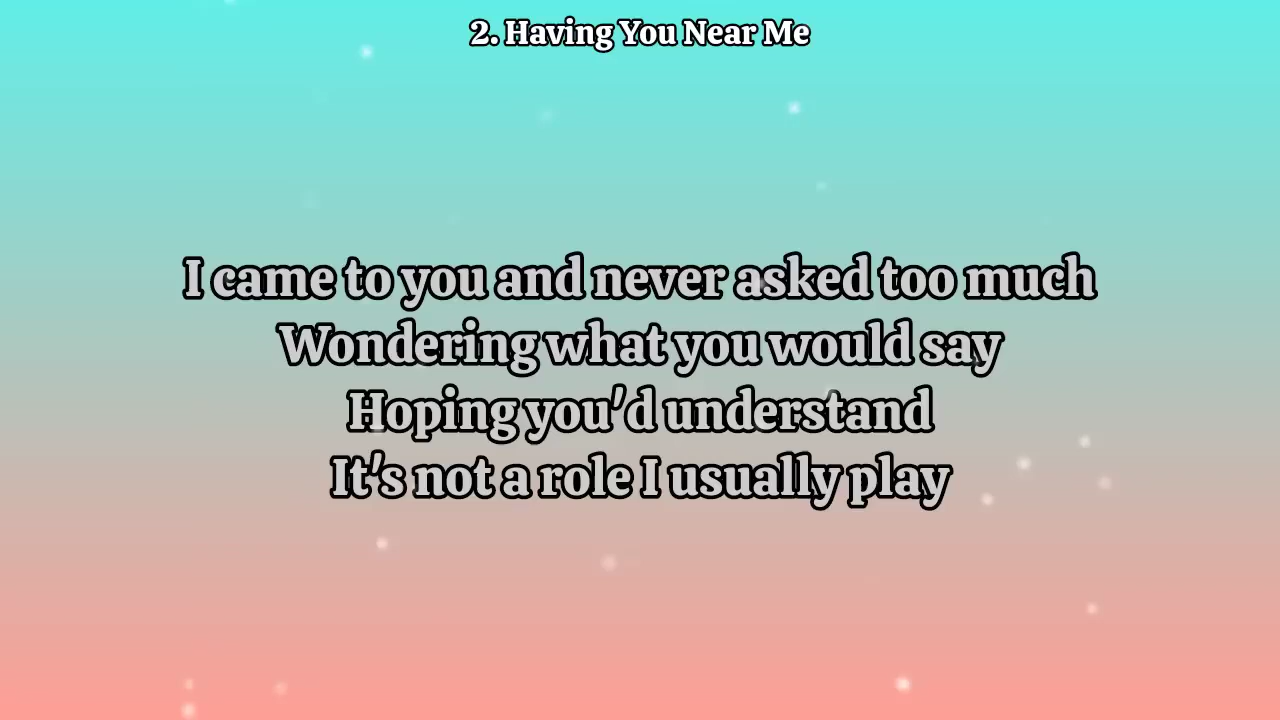 2. Having You Near Me
I came to you and never asked too much
Wondering what you would say
Hoping you'd understand
It's not a role I usually play